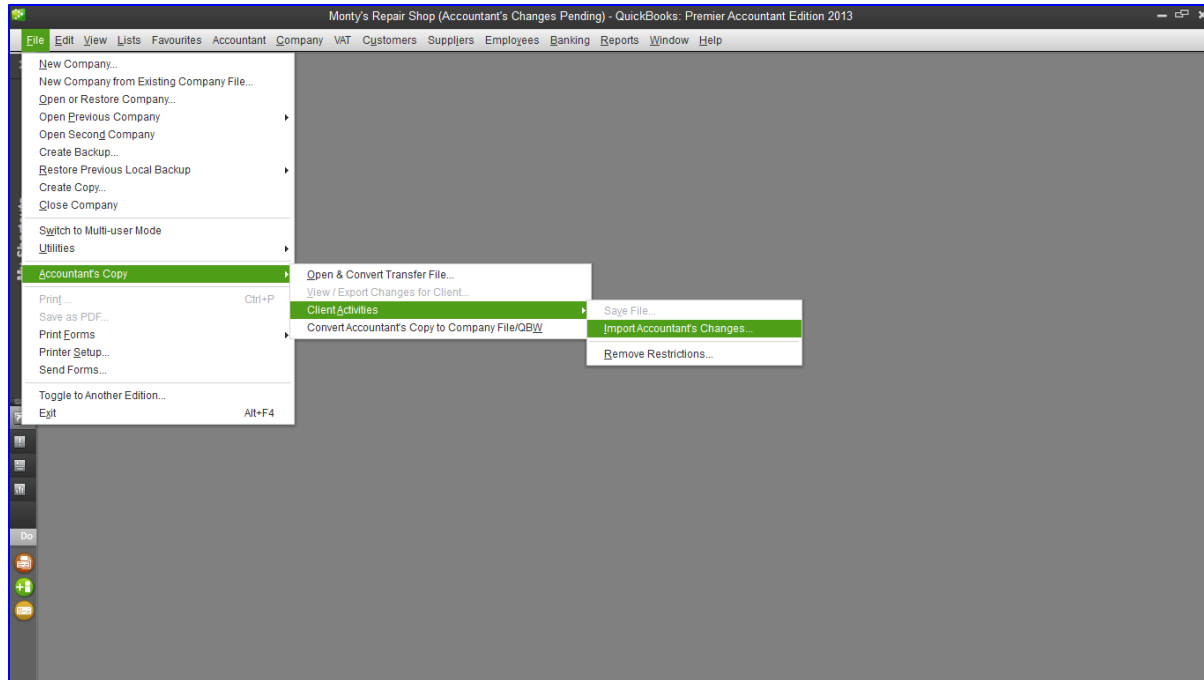 Monty's Repair Shop (Accountant's Changes Pending) - QuickBooks: Premier Accountant Edition 2013
File Edit View Lists Favourites Accountant Company VAT Customers Suppliers Employees Banking Reports Window Help
New Company...
New Company from Existing Company File...
Open or Restore Company...
Open Previous Company
Open Second Company
Create Backup...
Restore Previous Local Backup
Create Copy...
Close Company
Switch to Multi-user Mode
Utilities
Accountant's Copy
Print ... Ctrl+P
Save as PDF...
Print Forms
Printer Setup...
Send Forms...
Toggle to Another Edition...
Exit Alt+F4
Open & Convert Transfer File...
View / Export Changes for Client...
Client Activities
Convert Accountant's Copy to Company File/QBW
Save File...
Import Accountant's Changes...
Remove Restrictions...
Do